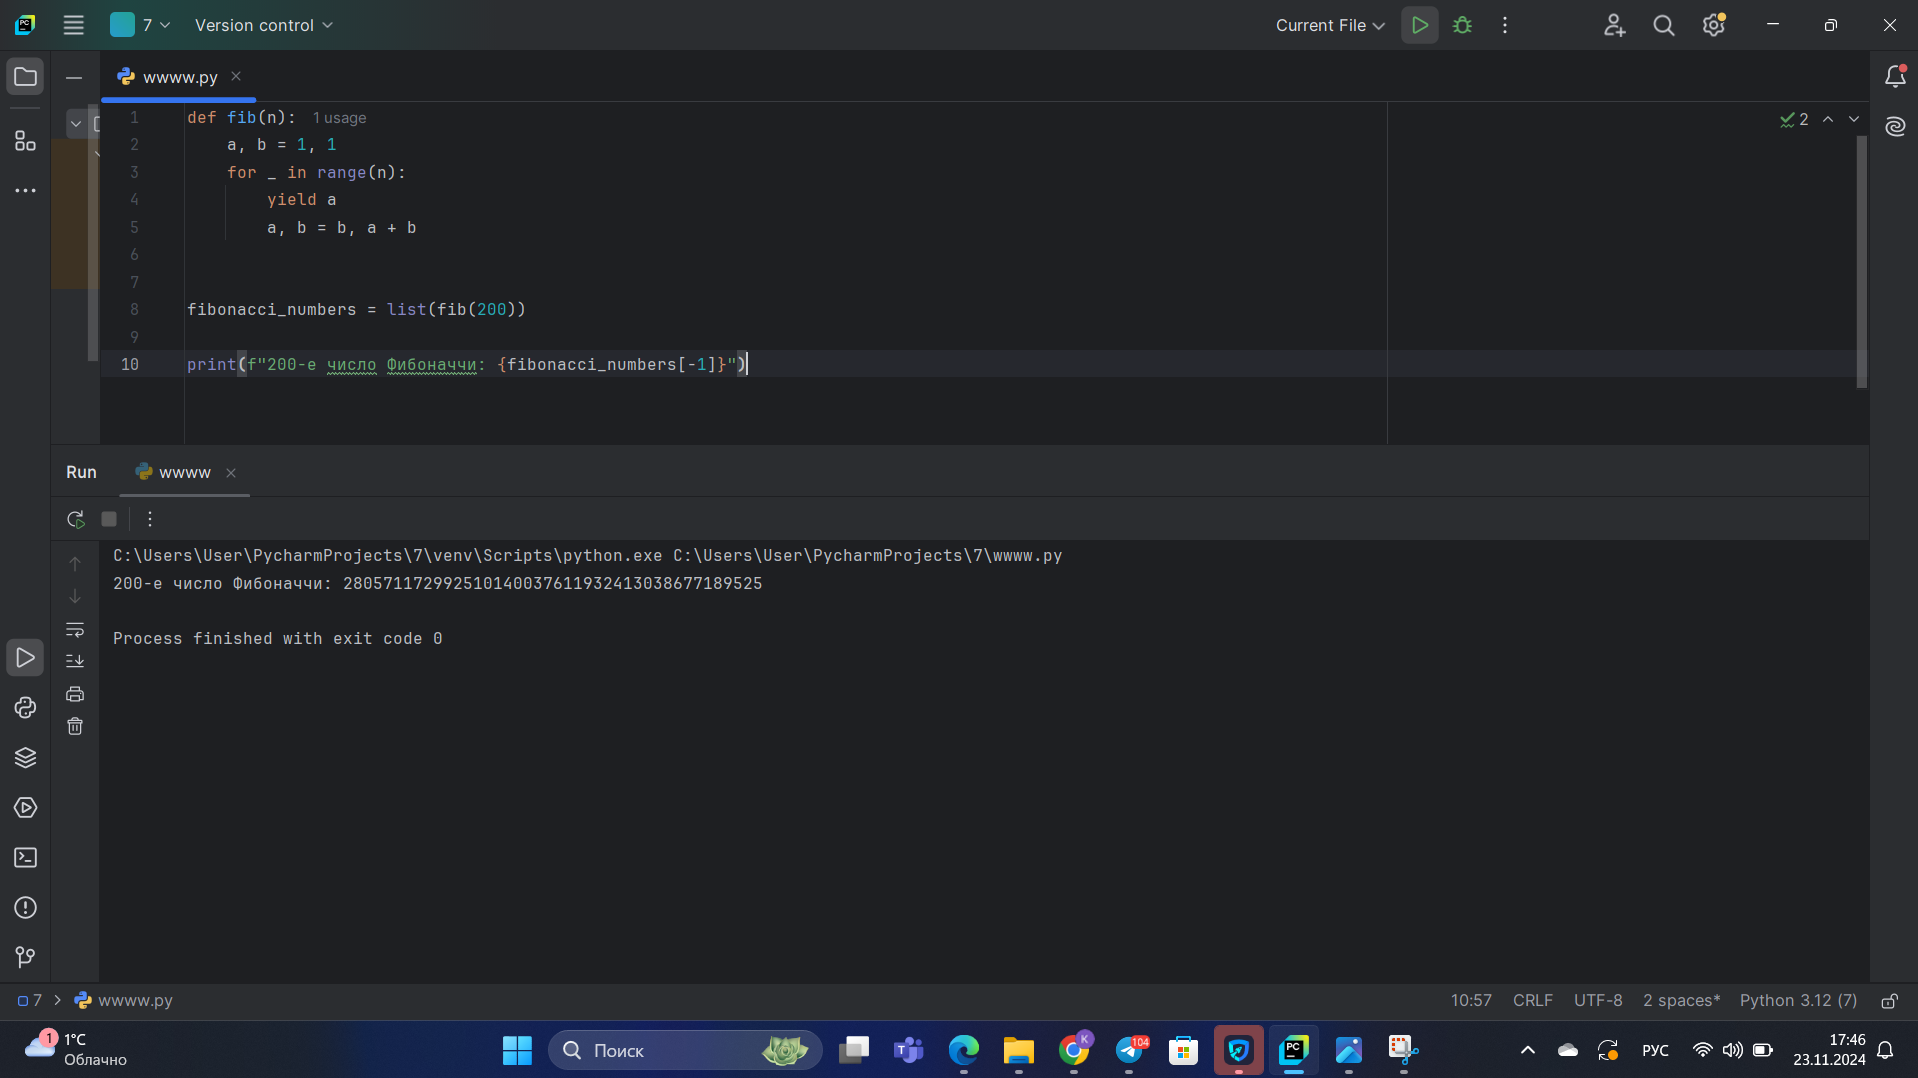 7 Version control Current File
wwww.py
1 def fib(n): 1 usage
2 a, b = 1, 1
3 for _ in range(n):
4 yield a
5 a, b = b, a + b
6
7
8 fibonacci_numbers = list(fib(200))
9
10 print(f"200-е число Фибоначчи: {fibonacci_numbers[-1]}")
2
Run wwww
C:\Users\User\PycharmProjects\7\venv\Scripts\python.exe C:\Users\User\PycharmProjects\7\wwww.py
200-е число Фибоначчи: 280571172992510140037611932413038677189525
Process finished with exit code 0
7 > wwww.py 10:57 CRLF UTF-8 2 spaces* Python 3.12 (7)
1 1°C
Облачно
Поиск
K
104
PC
РУС
17:46
23.11.2024